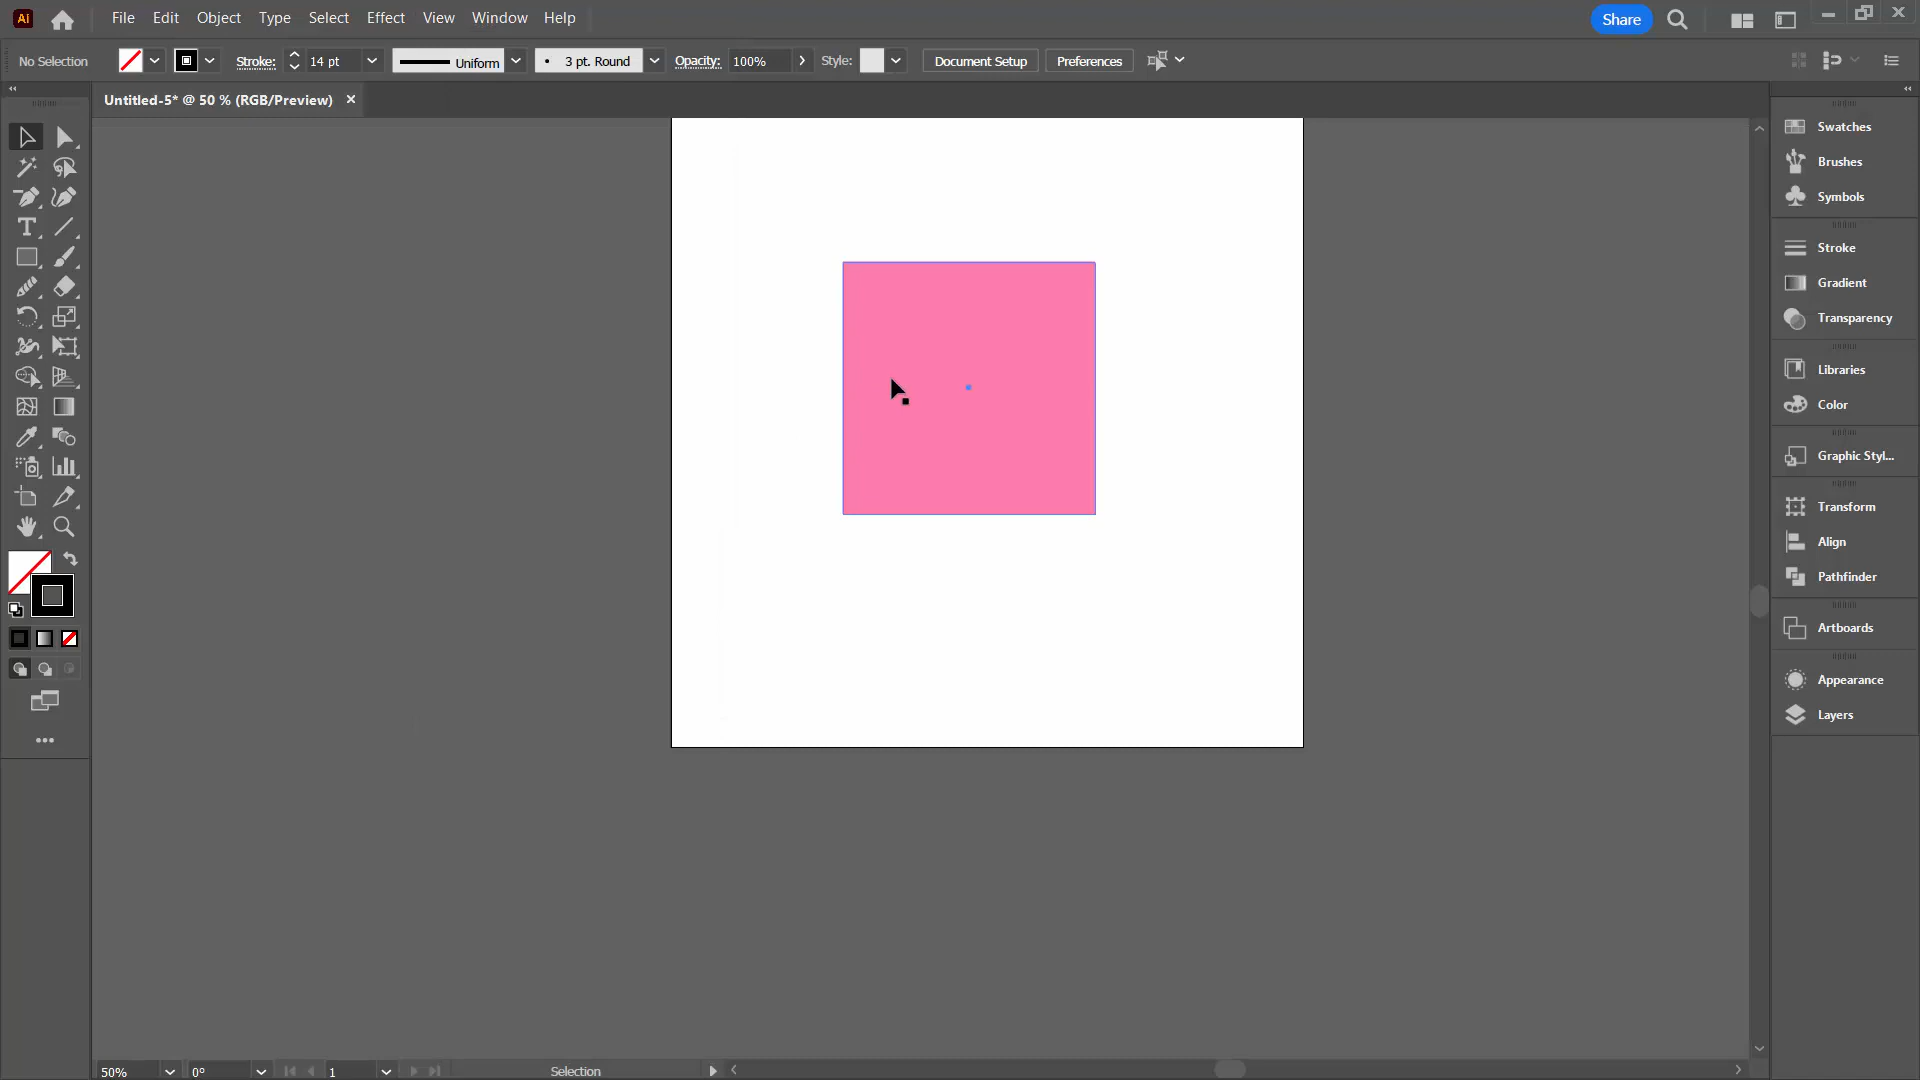 Ai File Edit Object Type Select Effect View Window Help Share
No Selection Stroke: 14 pt Uniform 3 pt. Round Opacity: 100% Style: Document Setup Preferences
Untitled-5* @ 50 % (RGB/Preview)
Swatches
Brushes
Symbols
Stroke
Gradient
Transparency
Libraries
Color
Graphic Styl...
Transform
Align
Pathfinder
Artboards
Appearance
Layers
50% 0° 1 Selection